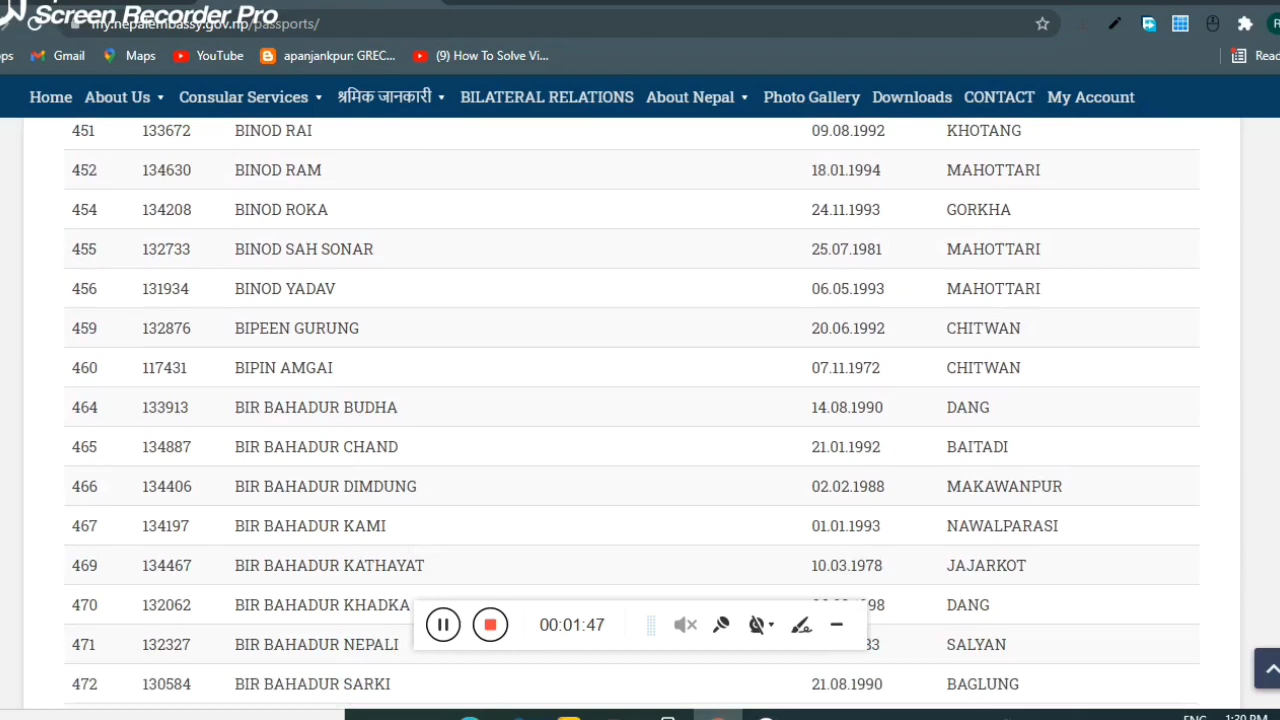 Screen Recorder Pro
my.nepalembassy.gov.np/passports/
Gmail Maps YouTube apanjankpur: GREC... (9) How To Solve Vi...
Home About Us Consular Services श्रमिक जानकारी BILATERAL RELATIONS About Nepal Photo Gallery Downloads CONTACT My Account
451 133672 BINOD RAI 09.08.1992 KHOTANG
452 134630 BINOD RAM 18.01.1994 MAHOTTARI
454 134208 BINOD ROKA 24.11.1993 GORKHA
455 132733 BINOD SAH SONAR 25.07.1981 MAHOTTARI
456 131934 BINOD YADAV 06.05.1993 MAHOTTARI
459 132876 BIPEEN GURUNG 20.06.1992 CHITWAN
460 117431 BIPIN AMGAI 07.11.1972 CHITWAN
464 133913 BIR BAHADUR BUDHA 14.08.1990 DANG
465 134887 BIR BAHADUR CHAND 21.01.1992 BAITADI
466 134406 BIR BAHADUR DIMDUNG 02.02.1988 MAKAWANPUR
467 134197 BIR BAHADUR KAMI 01.01.1993 NAWALPARASI
469 134467 BIR BAHADUR KATHAYAT 10.03.1978 JAJARKOT
470 132062 BIR BAHADUR KHADKA DANG
00:01:47
471 132327 BIR BAHADUR NEPALI SALYAN
472 130584 BIR BAHADUR SARKI 21.08.1990 BAGLUNG